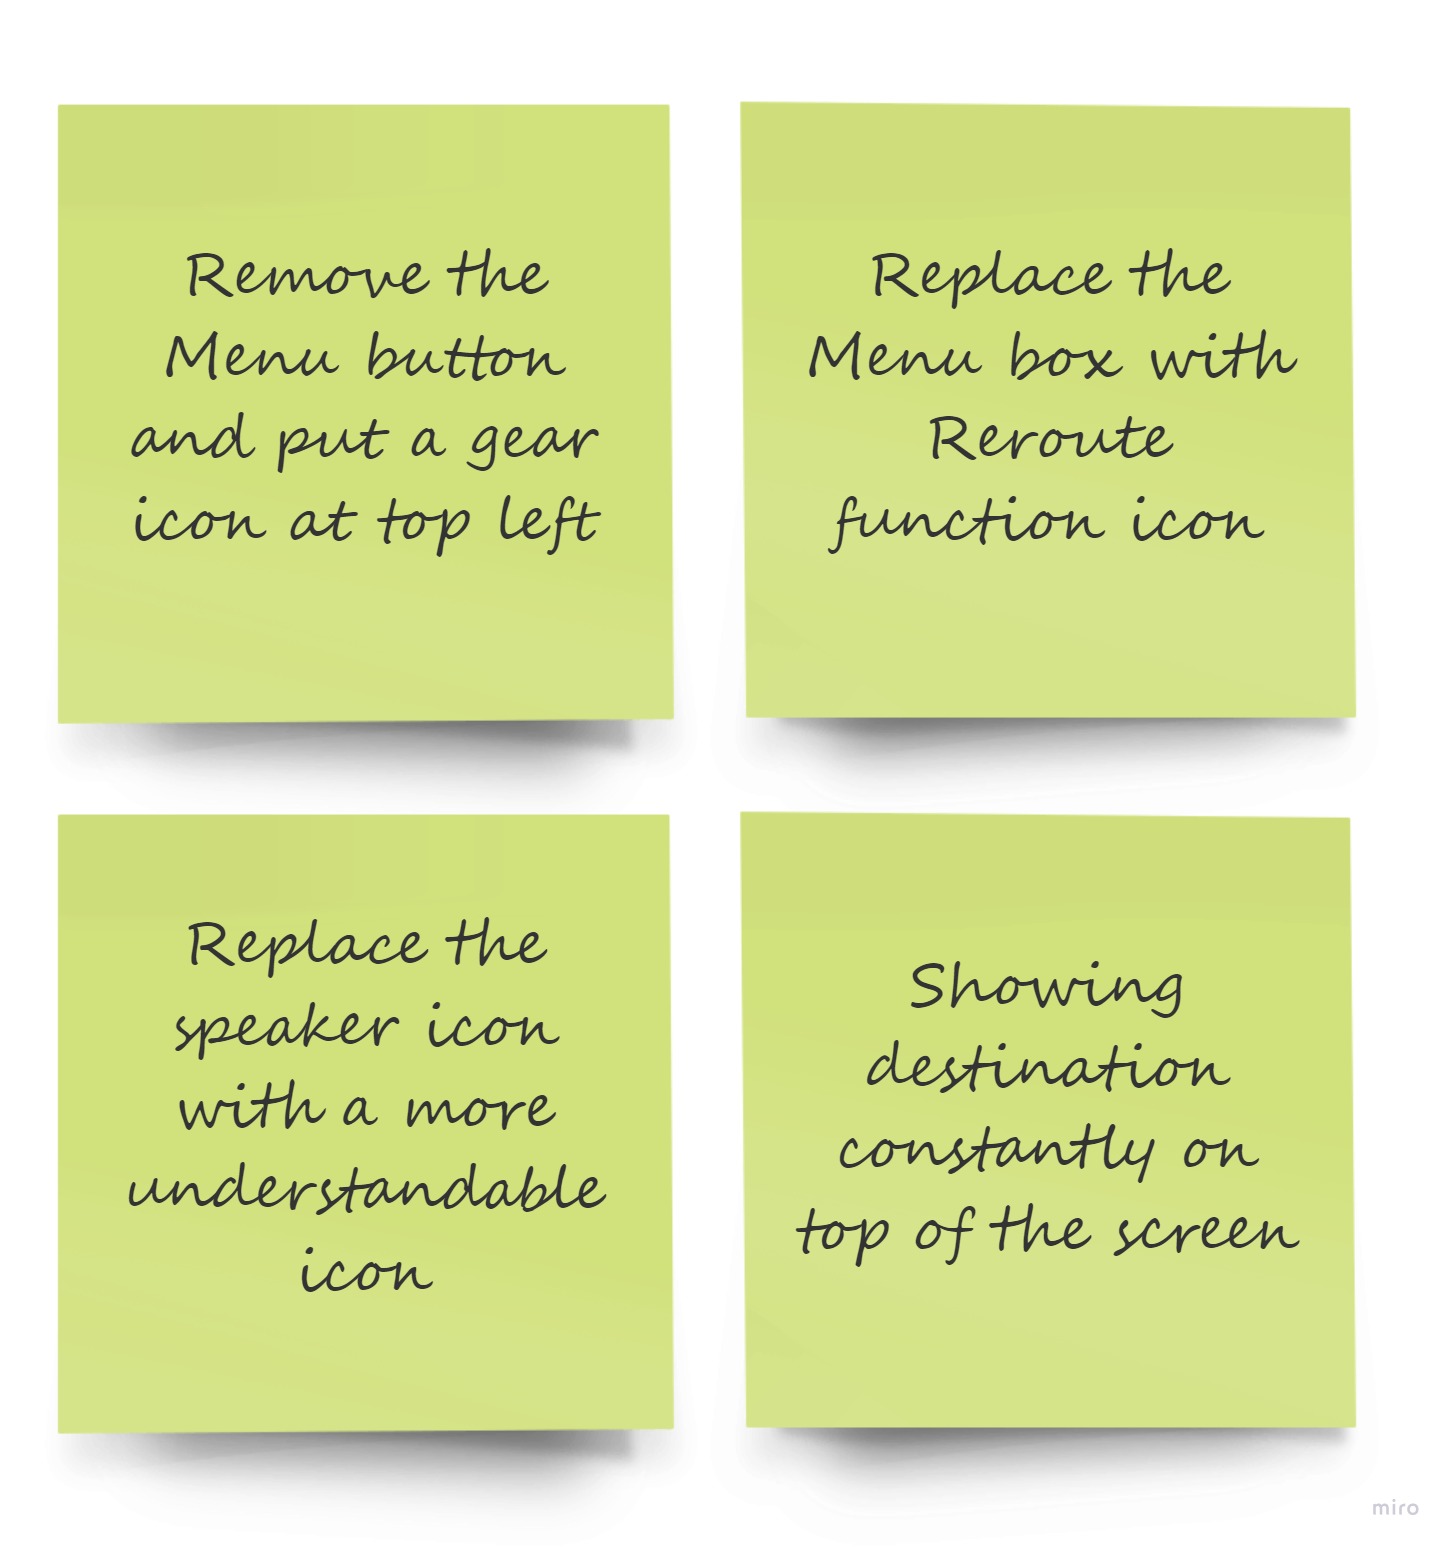 Remove the
Menu button
and put a gear
icon at top left
Replace the
Menu box with
Reroute
function icon
Replace the
speaker icon
with a more
understandable
icon
Showing
destination
constantly on
top of the screen
miro